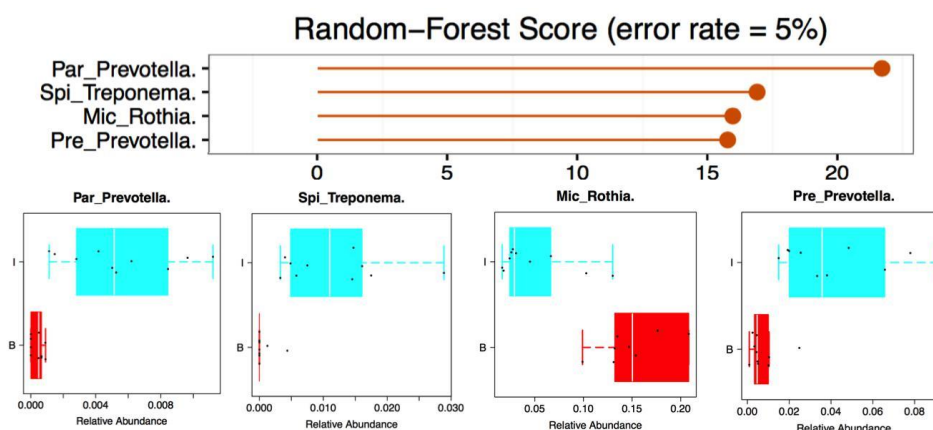 Random−Forest Score (error rate = 5%)
Par_Prevotella.
Spi_Treponema.
Mic_Rothia.
Pre_Prevotella.
0 5 10 15 20
Par_Prevotella. Spi_Treponema. Mic_Rothia. Pre_Prevotella.
I I I I
B B B B
0.000 0.004 0.008 0.000 0.010 0.020 0.030 0.05 0.10 0.15 0.20 0.00 0.02 0.04 0.06 0.08
Relative Abundance Relative Abundance Relative Abundance Relative Abundance